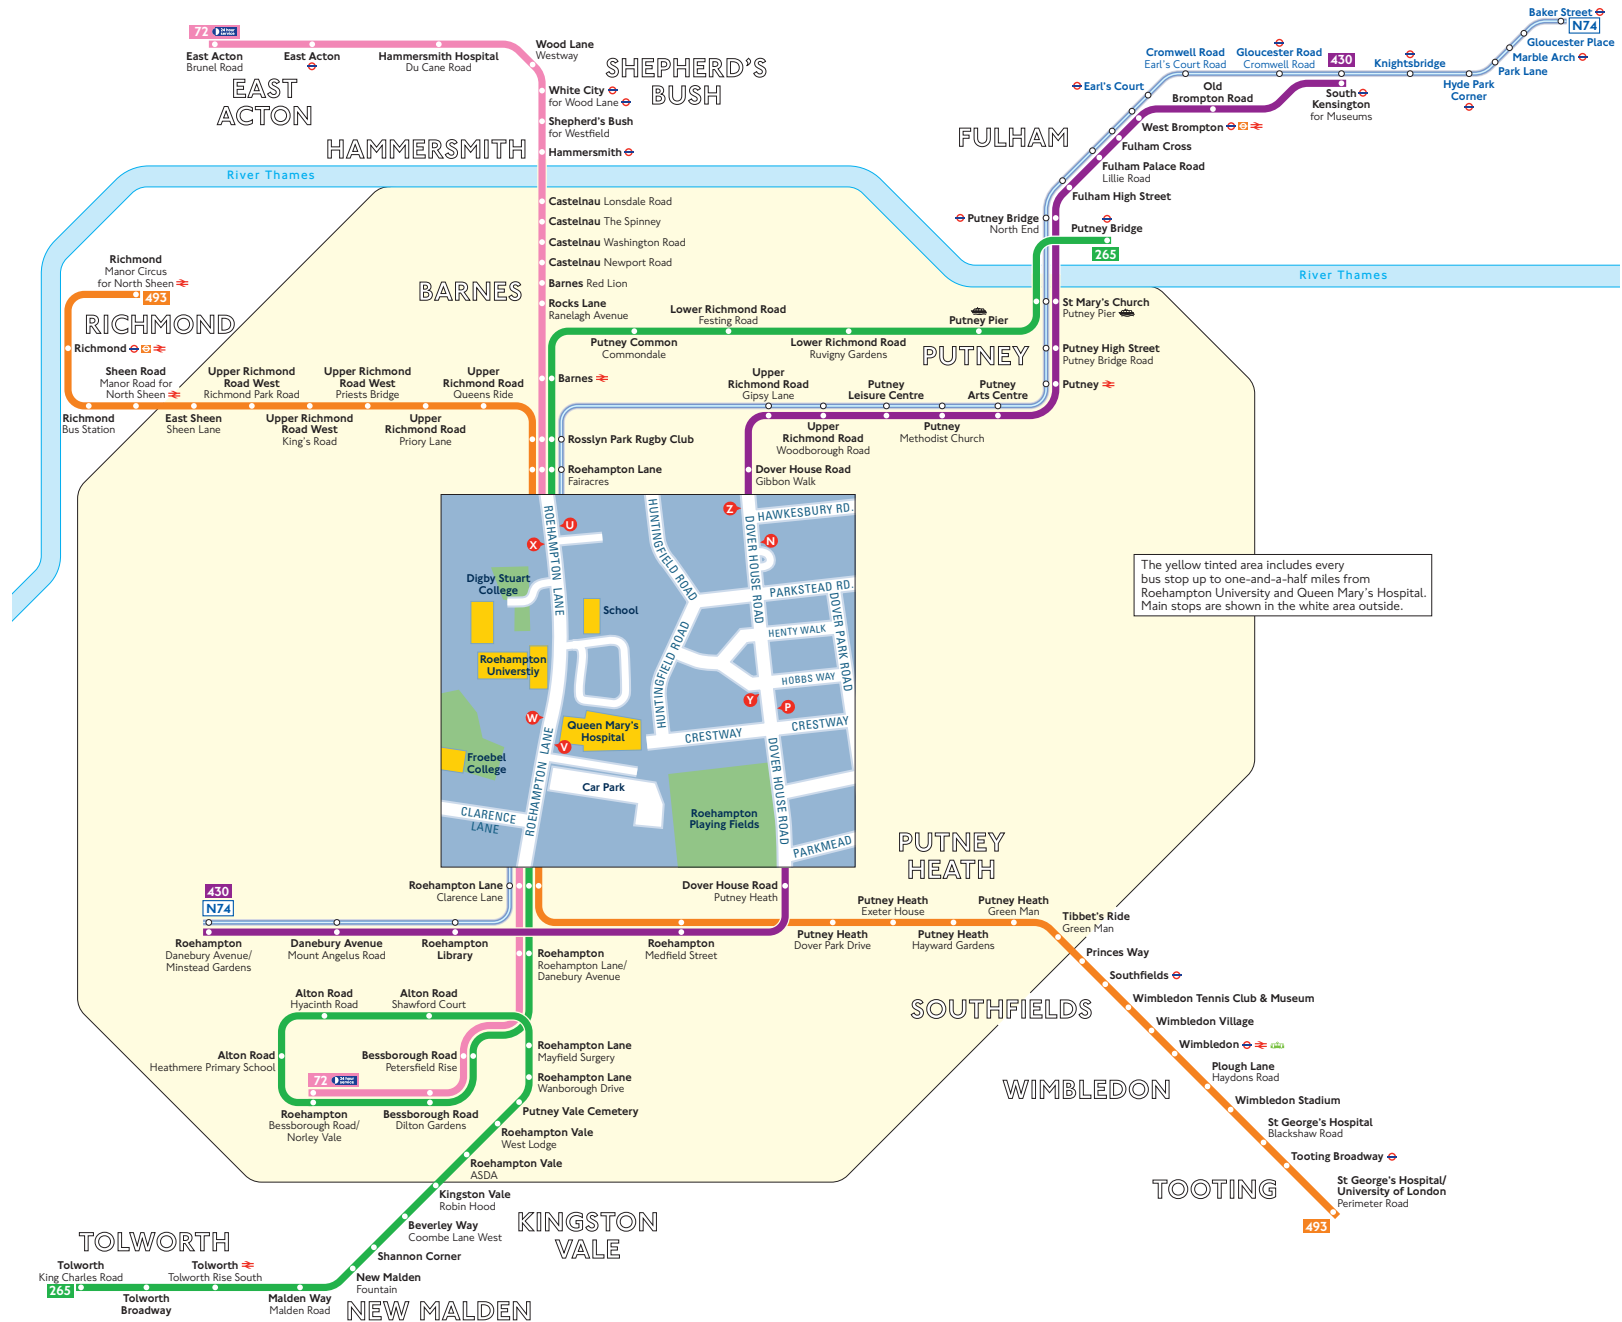 72 24 hour service
East Acton
Brunel Road
East Acton
Hammersmith Hospital
Du Cane Road
Wood Lane
Westway
EAST
ACTON
SHEPHERD'S
BUSH
White City
for Wood Lane
Shepherd's Bush
for Westfield
HAMMERSMITH
Hammersmith
River Thames
Baker Street
N74
Gloucester Place
Marble Arch
Park Lane
Cromwell Road
Earl's Court Road
Gloucester Road
Cromwell Road
430
Knightsbridge
Hyde Park
Corner
Earl's Court
Old
Brompton Road
South
Kensington
for Museums
FULHAM
West Brompton
Fulham Cross
Fulham Palace Road
Lillie Road
Fulham High Street
Putney Bridge
North End
Putney Bridge
265
River Thames
Castelnau Lonsdale Road
Castelnau The Spinney
Castelnau Washington Road
Castelnau Newport Road
BARNES
Barnes Red Lion
Rocks Lane
Ranelagh Avenue
Richmond
Manor Circus
for North Sheen
493
RICHMOND
Richmond
Sheen Road
Manor Road for
North Sheen
Upper Richmond
Road West
Richmond Park Road
Upper Richmond
Road West
Priests Bridge
Upper
Richmond Road
Queens Ride
Richmond
Bus Station
East Sheen
Sheen Lane
Upper Richmond
Road West
King's Road
Upper
Richmond Road
Priory Lane
Lower Richmond Road
Festing Road
Putney Pier
St Mary's Church
Putney Pier
Putney Common
Commondale
Lower Richmond Road
Ruvigny Gardens
PUTNEY
Putney High Street
Putney Bridge Road
Barnes
Upper
Richmond Road
Gipsy Lane
Putney
Leisure Centre
Putney
Arts Centre
Putney
Rosslyn Park Rugby Club
Upper
Richmond Road
Woodborough Road
Putney
Methodist Church
Roehampton Lane
Fairacres
Dover House Road
Gibbon Walk
ROEHAMPTON LANE
HUNTINGFIELD ROAD
DOVER HOUSE ROAD
HAWKESBURY RD.
U
X
Z
N
Digby Stuart
College
School
PARKSTEAD RD.
HENTY WALK
DOVER PARK ROAD
HUNTINGFIELD ROAD
Roehampton
Universtiy
HOBBS WAY
Y
P
W
V
Queen Mary's
Hospital
CRESTWAY
CRESTWAY
Froebel
College
ROEHAMPTON LANE
Car Park
DOVER HOUSE ROAD
CLARENCE
LANE
Roehampton
Playing Fields
PARKMEAD
The yellow tinted area includes every
bus stop up to one-and-a-half miles from
Roehampton University and Queen Mary's Hospital.
Main stops are shown in the white area outside.
PUTNEY
HEATH
430
N74
Roehampton Lane
Clarence Lane
Dover House Road
Putney Heath
Putney Heath
Exeter House
Putney Heath
Green Man
Tibbet's Ride
Green Man
Roehampton
Danebury Avenue/
Minstead Gardens
Danebury Avenue
Mount Angelus Road
Roehampton
Library
Roehampton
Roehampton Lane/
Danebury Avenue
Roehampton
Medfield Street
Putney Heath
Dover Park Drive
Putney Heath
Hayward Gardens
Princes Way
Southfields
SOUTHFIELDS
Wimbledon Tennis Club & Museum
Wimbledon Village
Wimbledon
WIMBLEDON
Plough Lane
Haydons Road
Wimbledon Stadium
St George's Hospital
Blackshaw Road
Tooting Broadway
TOOTING
St George's Hospital/
University of London
Perimeter Road
493
Alton Road
Hyacinth Road
Alton Road
Shawford Court
Alton Road
Heathmere Primary School
Bessborough Road
Petersfield Rise
Roehampton Lane
Mayfield Surgery
72 24 hour service
Roehampton Lane
Wanborough Drive
Roehampton
Bessborough Road/
Norley Vale
Bessborough Road
Dilton Gardens
Putney Vale Cemetery
Roehampton Vale
West Lodge
Roehampton Vale
ASDA
Kingston Vale
Robin Hood
KINGSTON
VALE
Beverley Way
Coombe Lane West
Shannon Corner
New Malden
Fountain
NEW MALDEN
TOLWORTH
Tolworth
King Charles Road
Tolworth
Tolworth Rise South
265
Tolworth
Broadway
Malden Way
Malden Road